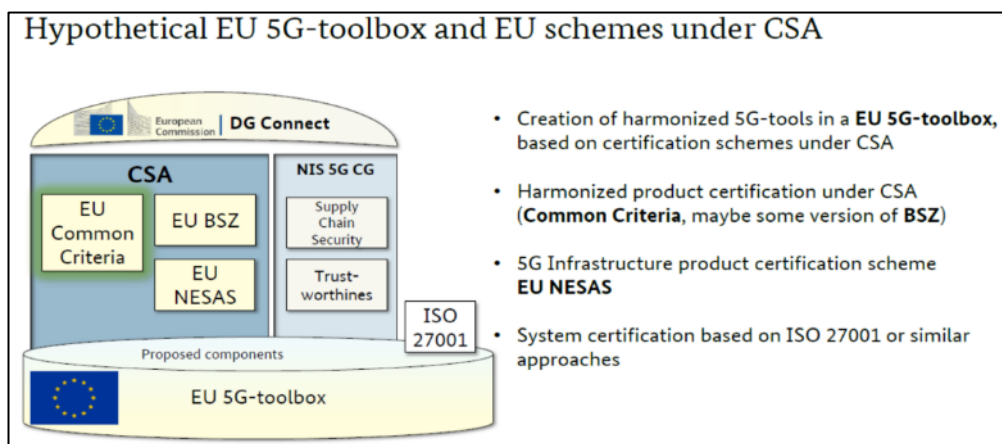 Hypothetical EU 5G-toolbox and EU schemes under CSA
European
Commission
DG Connect
CSA
EU
Common
Criteria
EU BSZ
EU
NESAS
NIS 5G CG
Supply
Chain
Security
Trust-
worthines
ISO
27001
Proposed components
EU 5G-toolbox
• Creation of harmonized 5G-tools in a EU 5G-toolbox,
based on certification schemes under CSA
• Harmonized product certification under CSA
(Common Criteria, maybe some version of BSZ)
• 5G Infrastructure product certification scheme
EU NESAS
• System certification based on ISO 27001 or similar
approaches